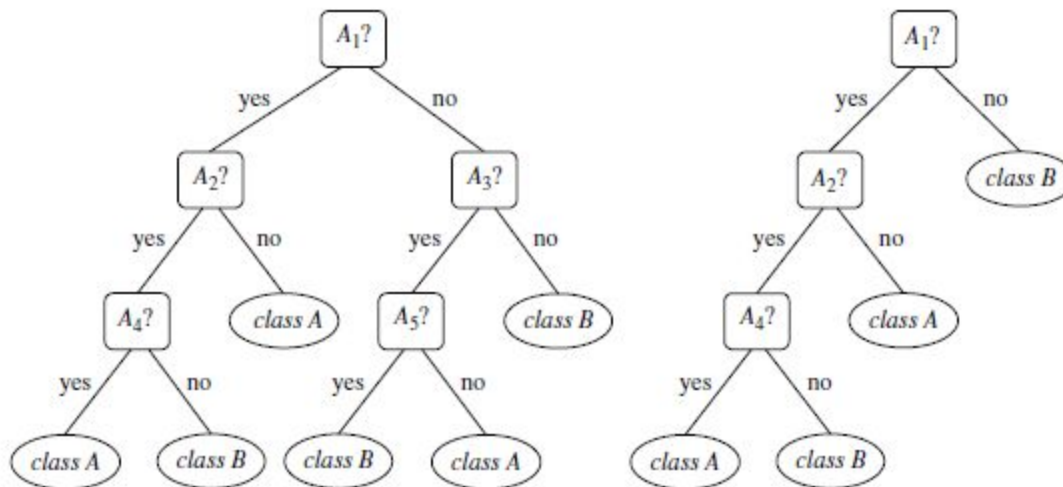 A₁? A₁?
yes no yes no
A₂? A₃? A₂? class B
yes no yes no yes no
A₄? class A A₅? class B A₄? class A
yes no yes no yes no
class A class B class B class A class A class B